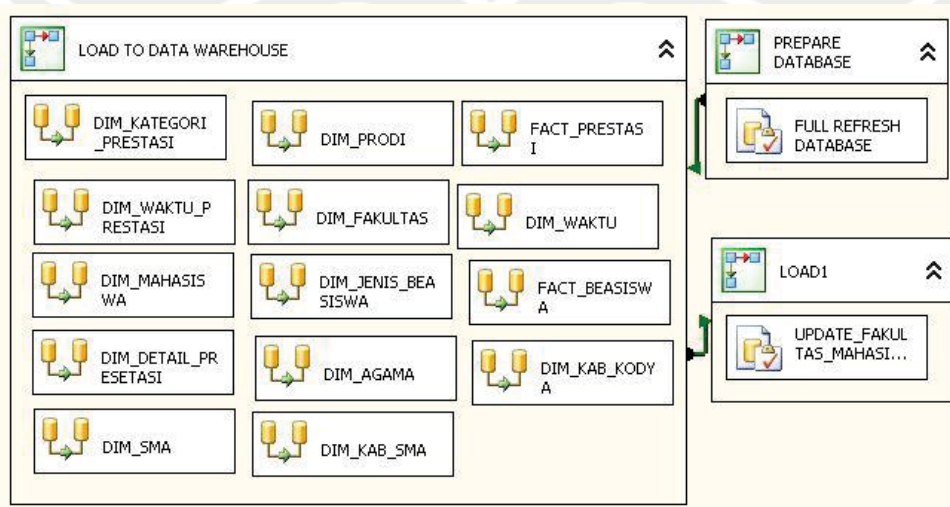 LOAD TO DATA WAREHOUSE
DIM_KATEGORI
_PRESTASI
DIM_PRODI
FACT_PRESTAS
I
DIM_WAKTU_P
RESTASI
DIM_FAKULTAS
DIM_WAKTU
DIM_MAHASIS
WA
DIM_JENIS_BEA
SISWA
FACT_BEASISW
A
DIM_DETAIL_PR
ESETASI
DIM_AGAMA
DIM_KAB_KODY
A
DIM_SMA
DIM_KAB_SMA
PREPARE
DATABASE
FULL REFRESH
DATABASE
LOAD1
UPDATE_FAKUL
TAS_MAHASI...